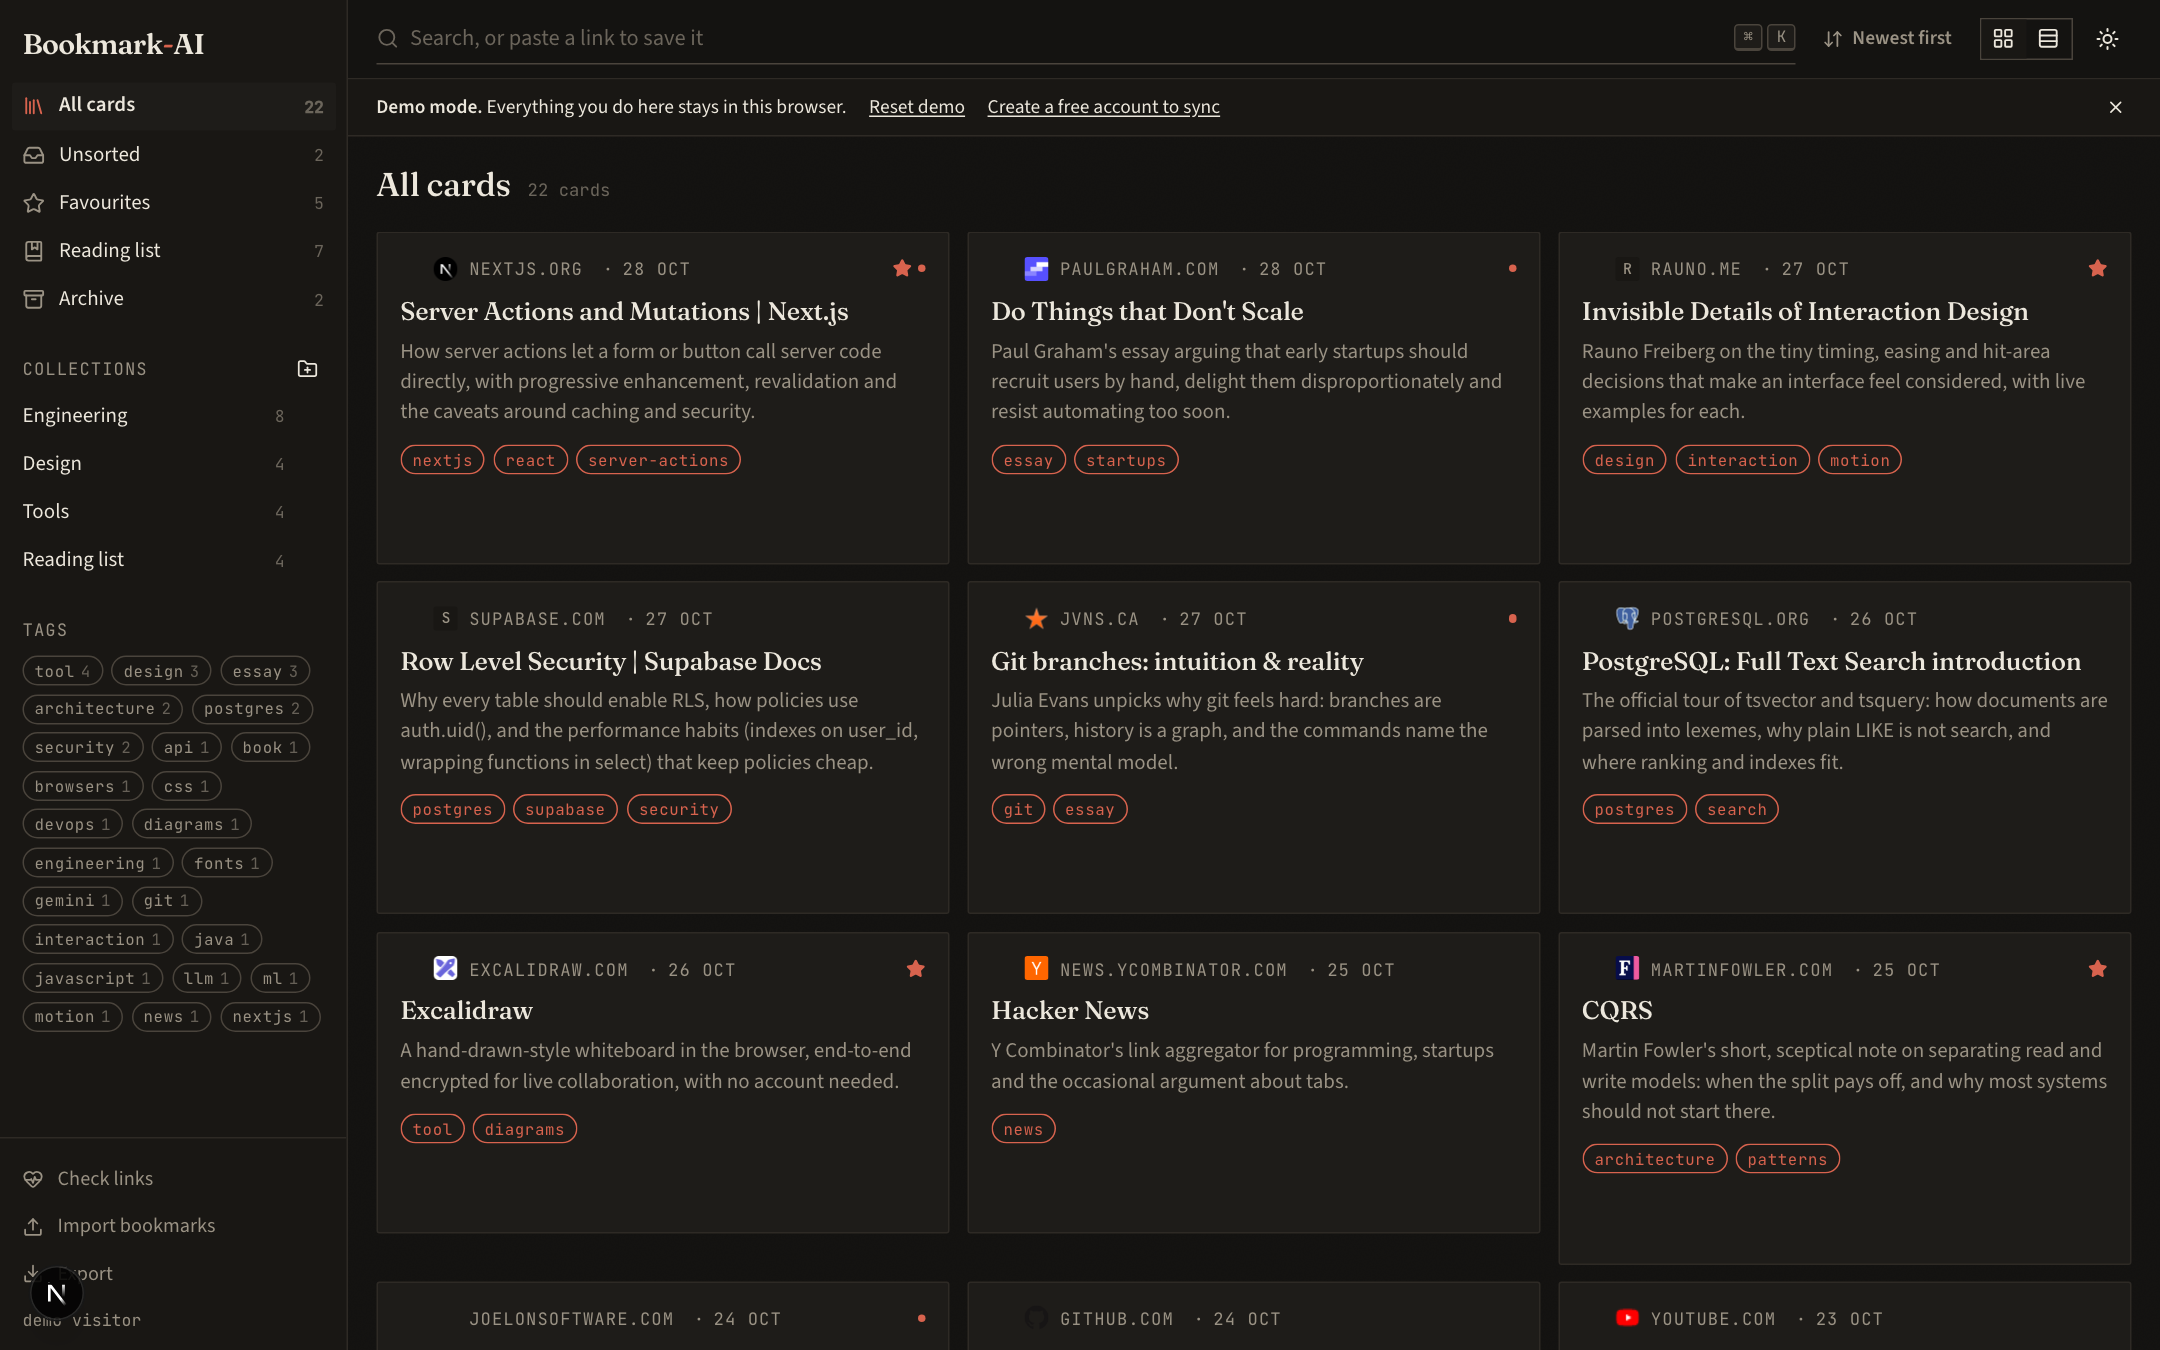 Bookmark-AI
All cards 22
Unsorted 2
Favourites 5
Reading list 7
Archive 2
COLLECTIONS
Engineering 8
Design 4
Tools 4
Reading list 4
TAGS
tool 4 design 3 essay 3
architecture 2 postgres 2
security 2 api 1 book 1
browsers 1 css 1
devops 1 diagrams 1
engineering 1 fonts 1
gemini 1 git 1
interaction 1 java 1
javascript 1 llm 1 ml 1
motion 1 news 1 nextjs 1
Check links
Import bookmarks
Export
N
demo visitor
Search, or paste a link to save it ⌘ K Newest first
Demo mode. Everything you do here stays in this browser. Reset demo Create a free account to sync
All cards 22 cards
N NEXTJS.ORG · 28 OCT
Server Actions and Mutations | Next.js
How server actions let a form or button call server code
directly, with progressive enhancement, revalidation and
the caveats around caching and security.
nextjs react server-actions
PAULGRAHAM.COM · 28 OCT
Do Things that Don't Scale
Paul Graham's essay arguing that early startups should
recruit users by hand, delight them disproportionately and
resist automating too soon.
essay startups
R RAUNO.ME · 27 OCT
Invisible Details of Interaction Design
Rauno Freiberg on the tiny timing, easing and hit-area
decisions that make an interface feel considered, with live
examples for each.
design interaction motion
S SUPABASE.COM · 27 OCT
Row Level Security | Supabase Docs
Why every table should enable RLS, how policies use
auth.uid(), and the performance habits (indexes on user_id,
wrapping functions in select) that keep policies cheap.
postgres supabase security
JVNS.CA · 27 OCT
Git branches: intuition & reality
Julia Evans unpicks why git feels hard: branches are
pointers, history is a graph, and the commands name the
wrong mental model.
git essay
POSTGRESQL.ORG · 26 OCT
PostgreSQL: Full Text Search introduction
The official tour of tsvector and tsquery: how documents are
parsed into lexemes, why plain LIKE is not search, and
where ranking and indexes fit.
postgres search
EXCALIDRAW.COM · 26 OCT
Excalidraw
A hand-drawn-style whiteboard in the browser, end-to-end
encrypted for live collaboration, with no account needed.
tool diagrams
Y NEWS.YCOMBINATOR.COM · 25 OCT
Hacker News
Y Combinator's link aggregator for programming, startups
and the occasional argument about tabs.
news
F MARTINFOWLER.COM · 25 OCT
CQRS
Martin Fowler's short, sceptical note on separating read and
write models: when the split pays off, and why most systems
should not start there.
architecture patterns
JOELONSOFTWARE.COM · 24 OCT
GITHUB.COM · 24 OCT
YOUTUBE.COM · 23 OCT